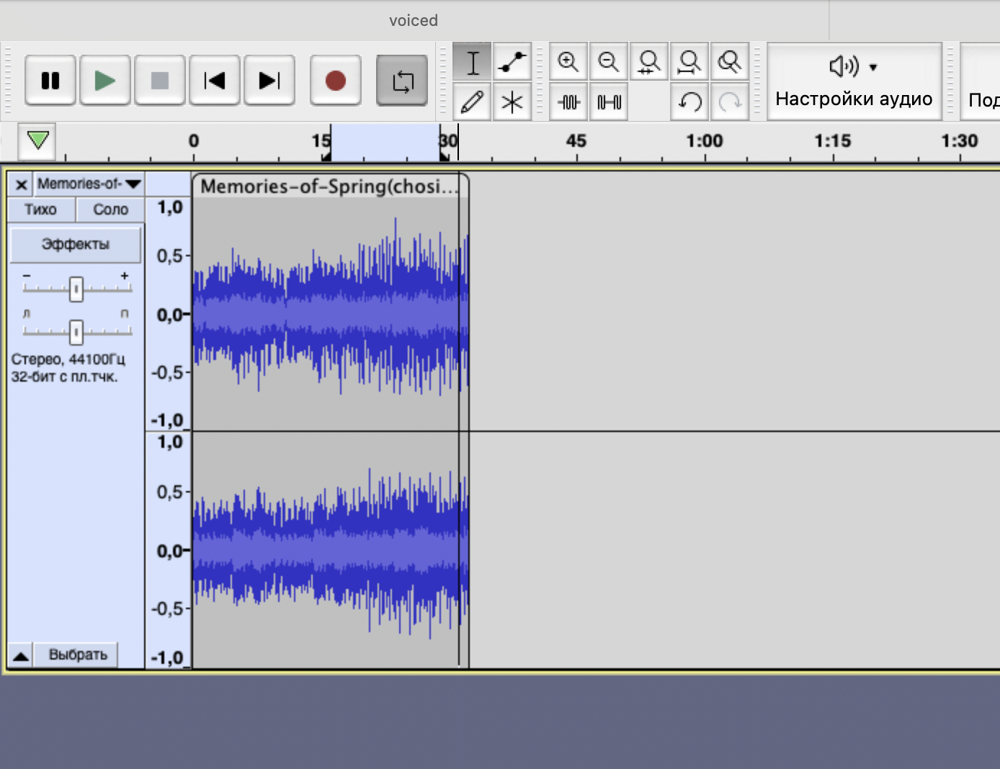 voiced
Настройки аудио
Под
0 15 30 45 1:00 1:15 1:30
Memories-of-
Memories-of-Spring(chosi...
Тихо Соло
Эффекты
- +
Л П
Стерео, 44100Гц
32-бит с пл.тчк.
Выбрать
1,0
0,5-
0,0-
-0,5-
-1,0
1,0
0,5-
0,0-
-0,5-
-1,0